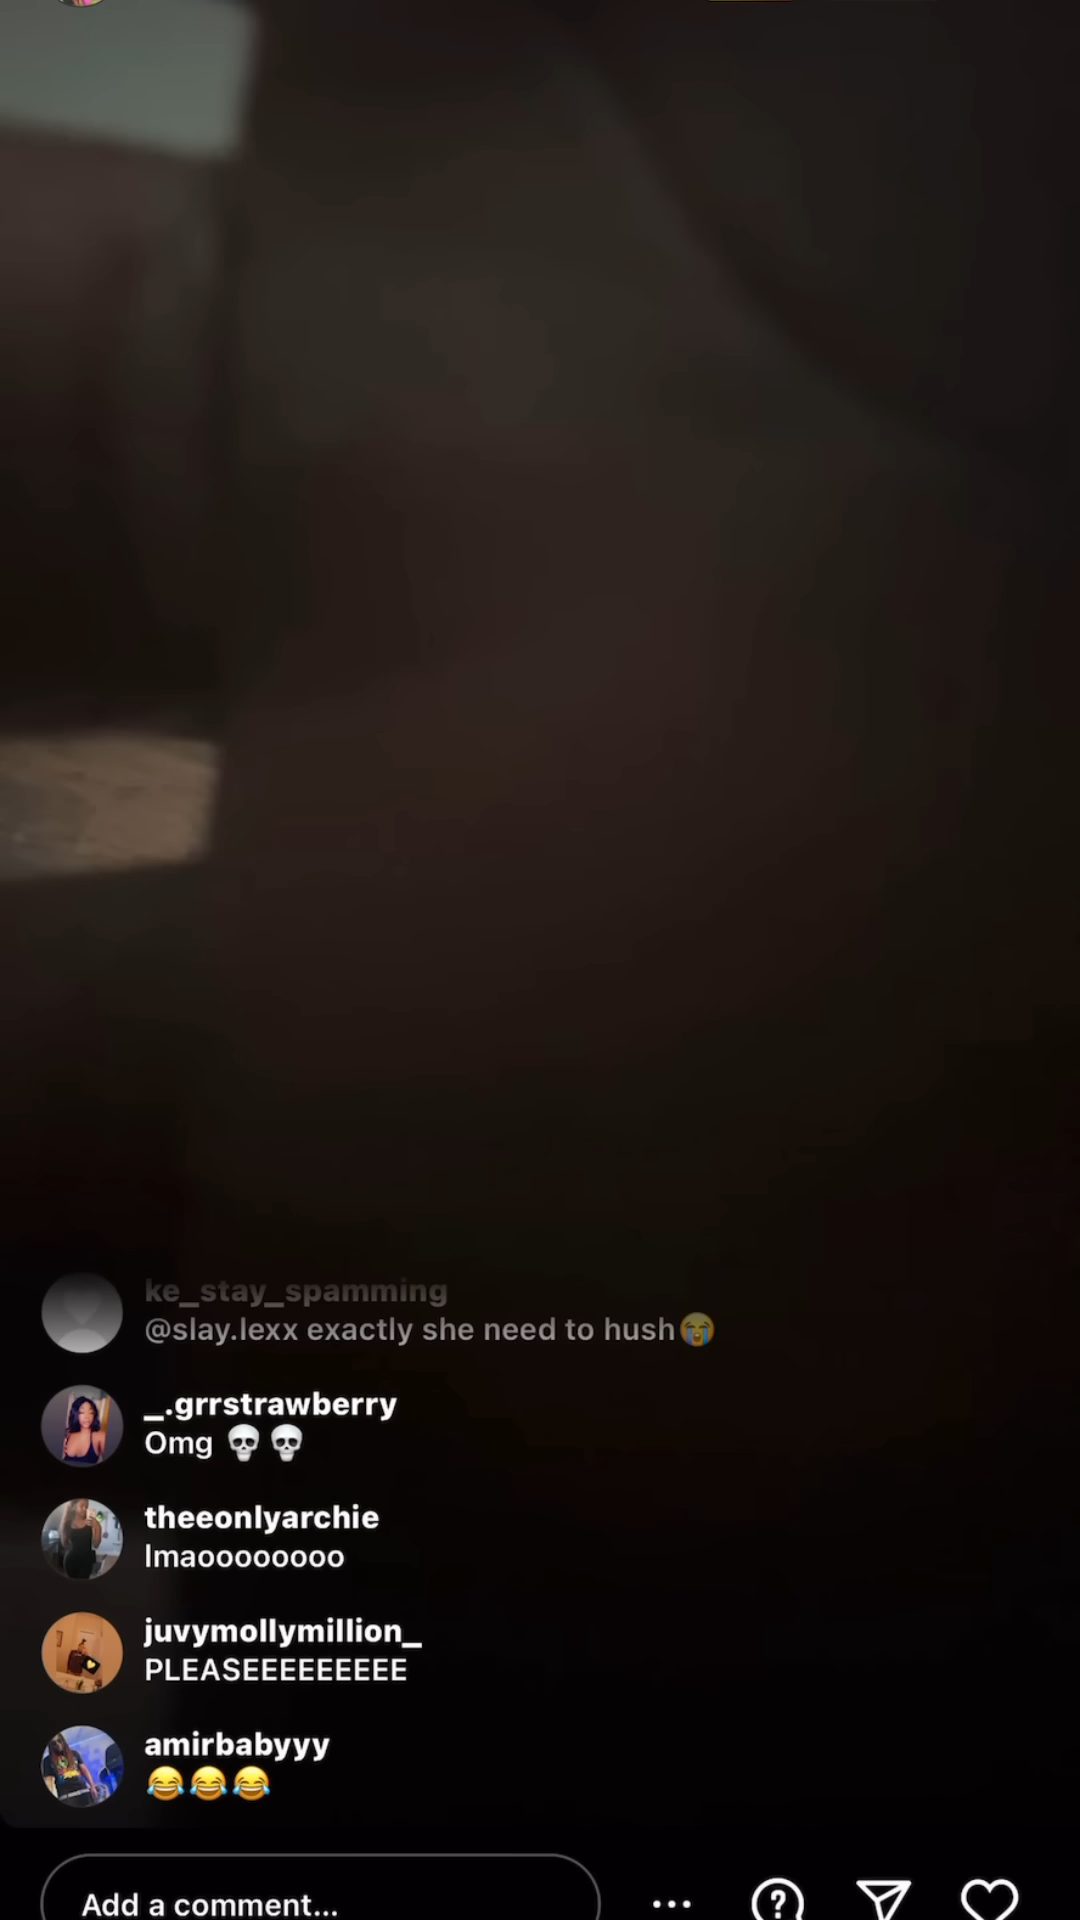 ke_stay_spamming
@slay.lexx exactly she need to hush😭
_.grrstrawberry
Omg 💀💀
theeonlyarchie
lmaoooooooo
juvymollymillion_
PLEASEEEEEEEEE
amirbabyyy
😂😂😂
Add a comment...